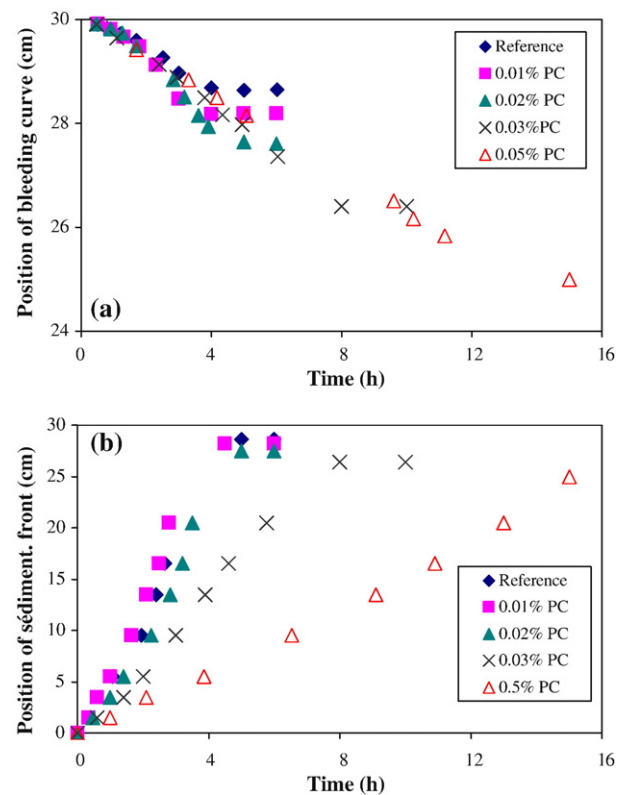 30
28
26
24
Position of bleeding curve (cm)
Reference
0.01% PC
0.02% PC
0.03%PC
0.05% PC
(a)
0 4 8 12 16
Time (h)
30
25
20
15
10
5
0
Position of sédiment. front (cm)
(b)
Reference
0.01% PC
0.02% PC
0.03% PC
0.5% PC
0 4 8 12 16
Time (h)